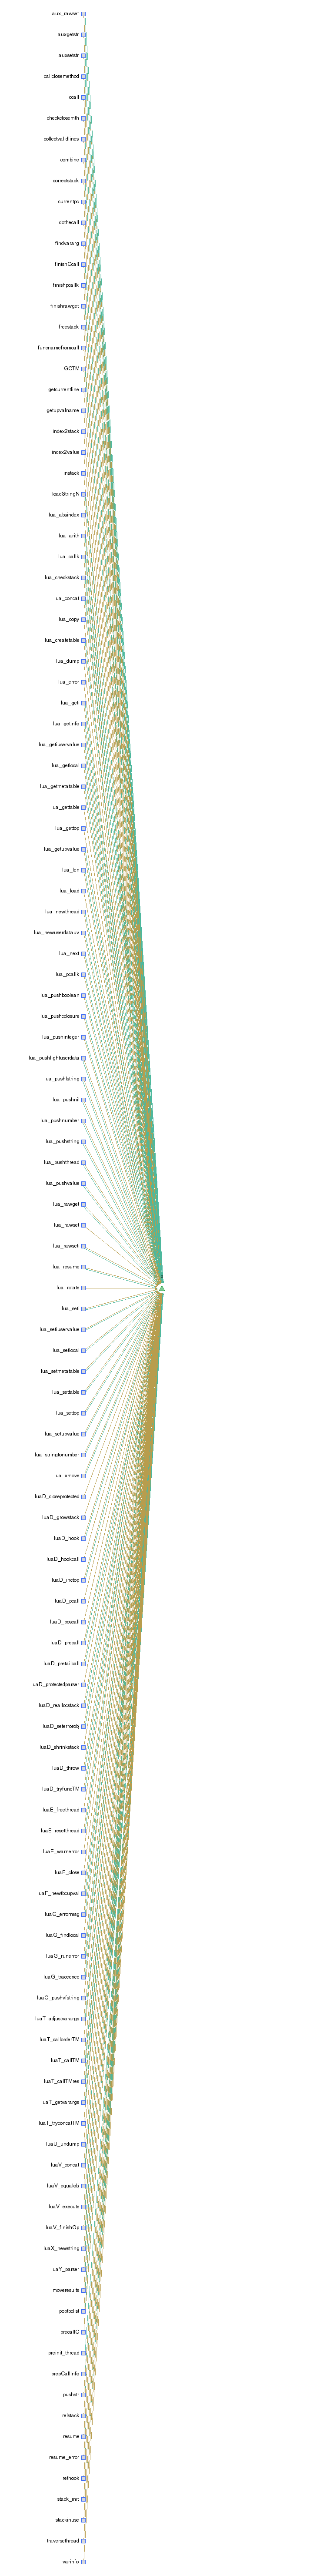 aux_rawset
auxgetstr
auxsetstr
callclosemethod
ccall
checkclosemth
collectvalidlines
combine
correctstack
currentpc
dothecall
findvararg
finishCcall
finishpcallk
finishrawget
freestack
funcnamefromcall
GCTM
getcurrentline
getupvalname
index2stack
index2value
instack
loadStringN
lua_absindex
lua_arith
lua_callk
lua_checkstack
lua_concat
lua_copy
lua_createtable
lua_dump
lua_error
lua_geti
lua_getinfo
lua_getiuservalue
lua_getlocal
lua_getmetatable
lua_gettable
lua_gettop
lua_getupvalue
lua_len
lua_load
lua_newthread
lua_newuserdatauv
lua_next
lua_pcallk
lua_pushboolean
lua_pushcclosure
lua_pushinteger
lua_pushlightuserdata
lua_pushlstring
lua_pushnil
lua_pushnumber
lua_pushstring
lua_pushthread
lua_pushvalue
lua_rawget
lua_rawset
lua_rawseti
lua_resume
lua_rotate
lua_seti
lua_setiuservalue
lua_setlocal
lua_setmetatable
lua_settable
lua_settop
lua_setupvalue
lua_stringtonumber
lua_xmove
luaD_closeprotected
luaD_growstack
luaD_hook
luaD_hookcall
luaD_inctop
luaD_pcall
luaD_poscall
luaD_precall
luaD_pretailcall
luaD_protectedparser
luaD_reallocstack
luaD_seterrorobj
luaD_shrinkstack
luaD_throw
luaD_tryfuncTM
luaE_freethread
luaE_resetthread
luaE_warnerror
luaF_close
luaF_newtbcupval
luaG_errormsg
luaG_findlocal
luaG_runerror
luaG_traceexec
luaO_pushvfstring
luaT_adjustvarargs
luaT_callorderTM
luaT_callTM
luaT_callTMres
luaT_getvarargs
luaT_tryconcatTM
luaU_undump
luaV_concat
luaV_equalobj
luaV_execute
luaV_finishOp
luaX_newstring
luaY_parser
moveresults
poptbclist
precallC
preinit_thread
prepCallInfo
pushstr
relstack
resume
resume_error
rethook
stack_init
stackinuse
traversethread
varinfo